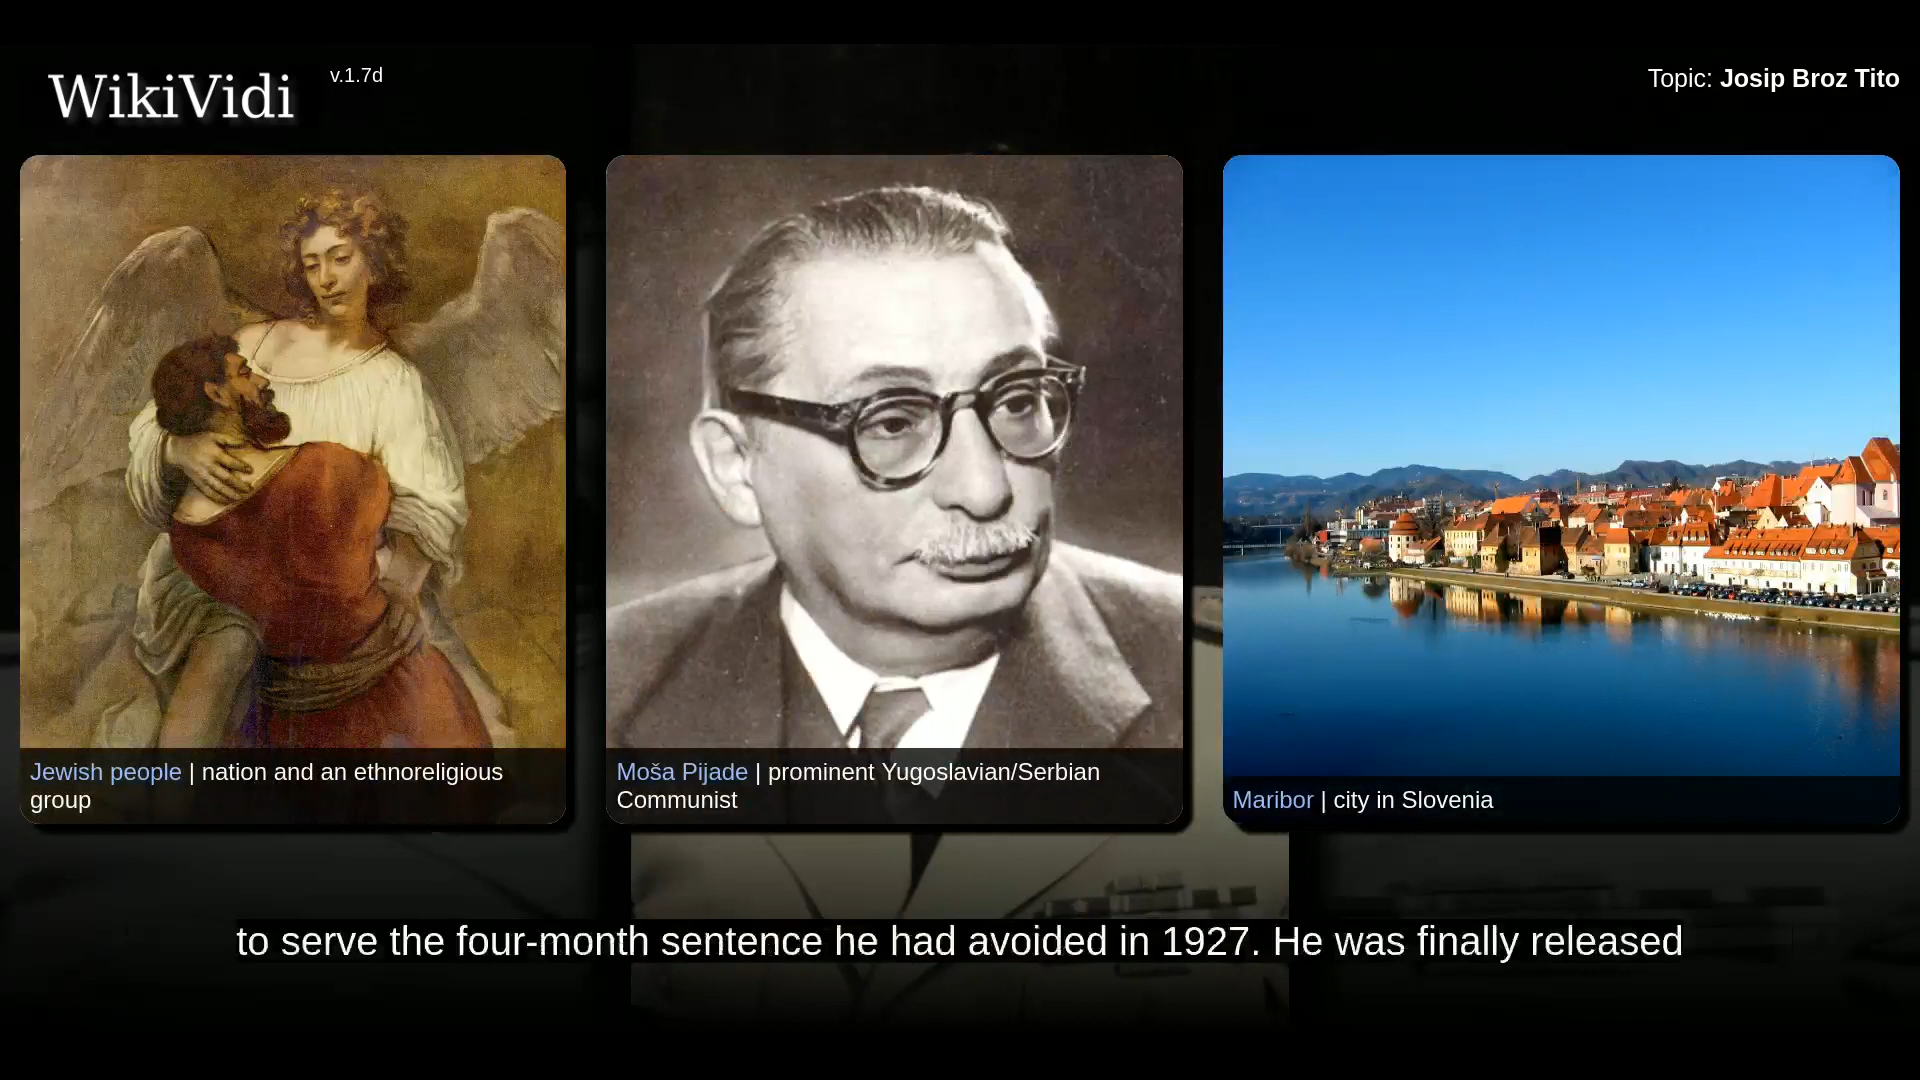 WikiVidi
v.1.7d
Topic: Josip Broz Tito
Jewish people | nation and an ethnoreligious
group
Moša Pijade | prominent Yugoslavian/Serbian
Communist
Maribor | city in Slovenia
to serve the four-month sentence he had avoided in 1927. He was finally released